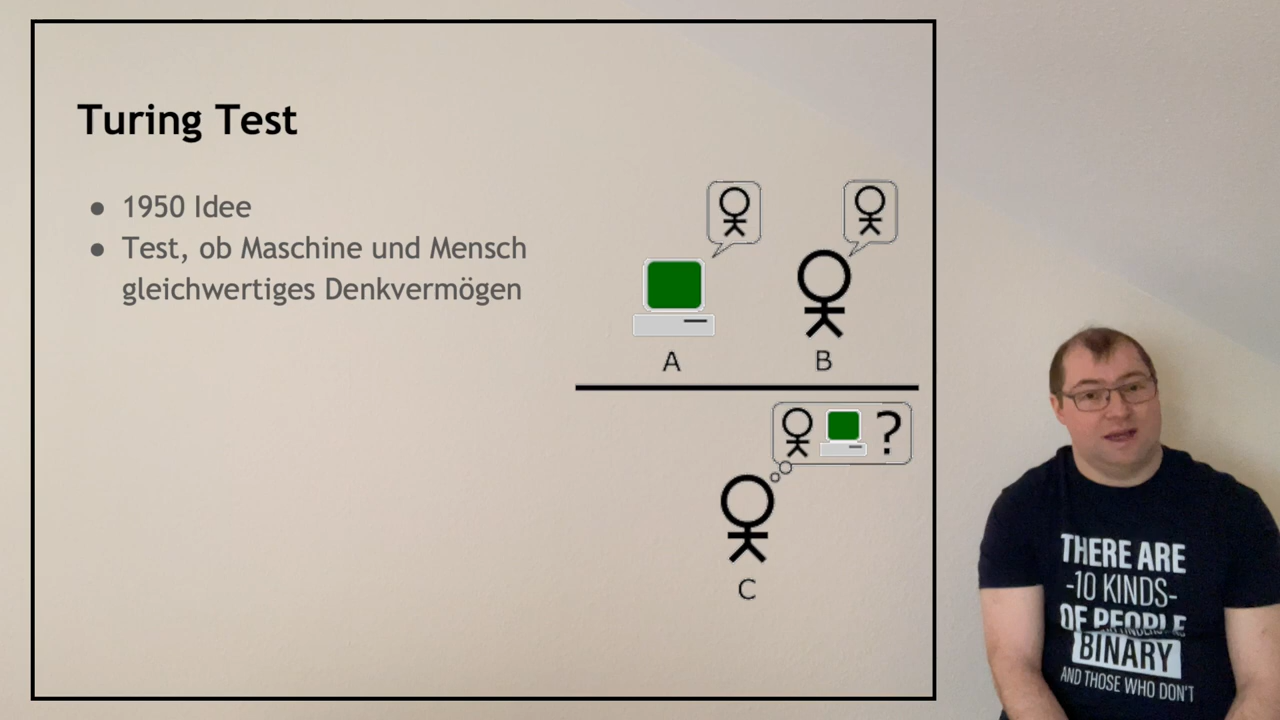 Turing Test
● 1950 Idee
● Test, ob Maschine und Mensch
gleichwertiges Denkvermögen
A
B
?
C
THERE ARE
-10 KINDS-
OF PEOPLE
BINARY
AND THOSE WHO DON'T